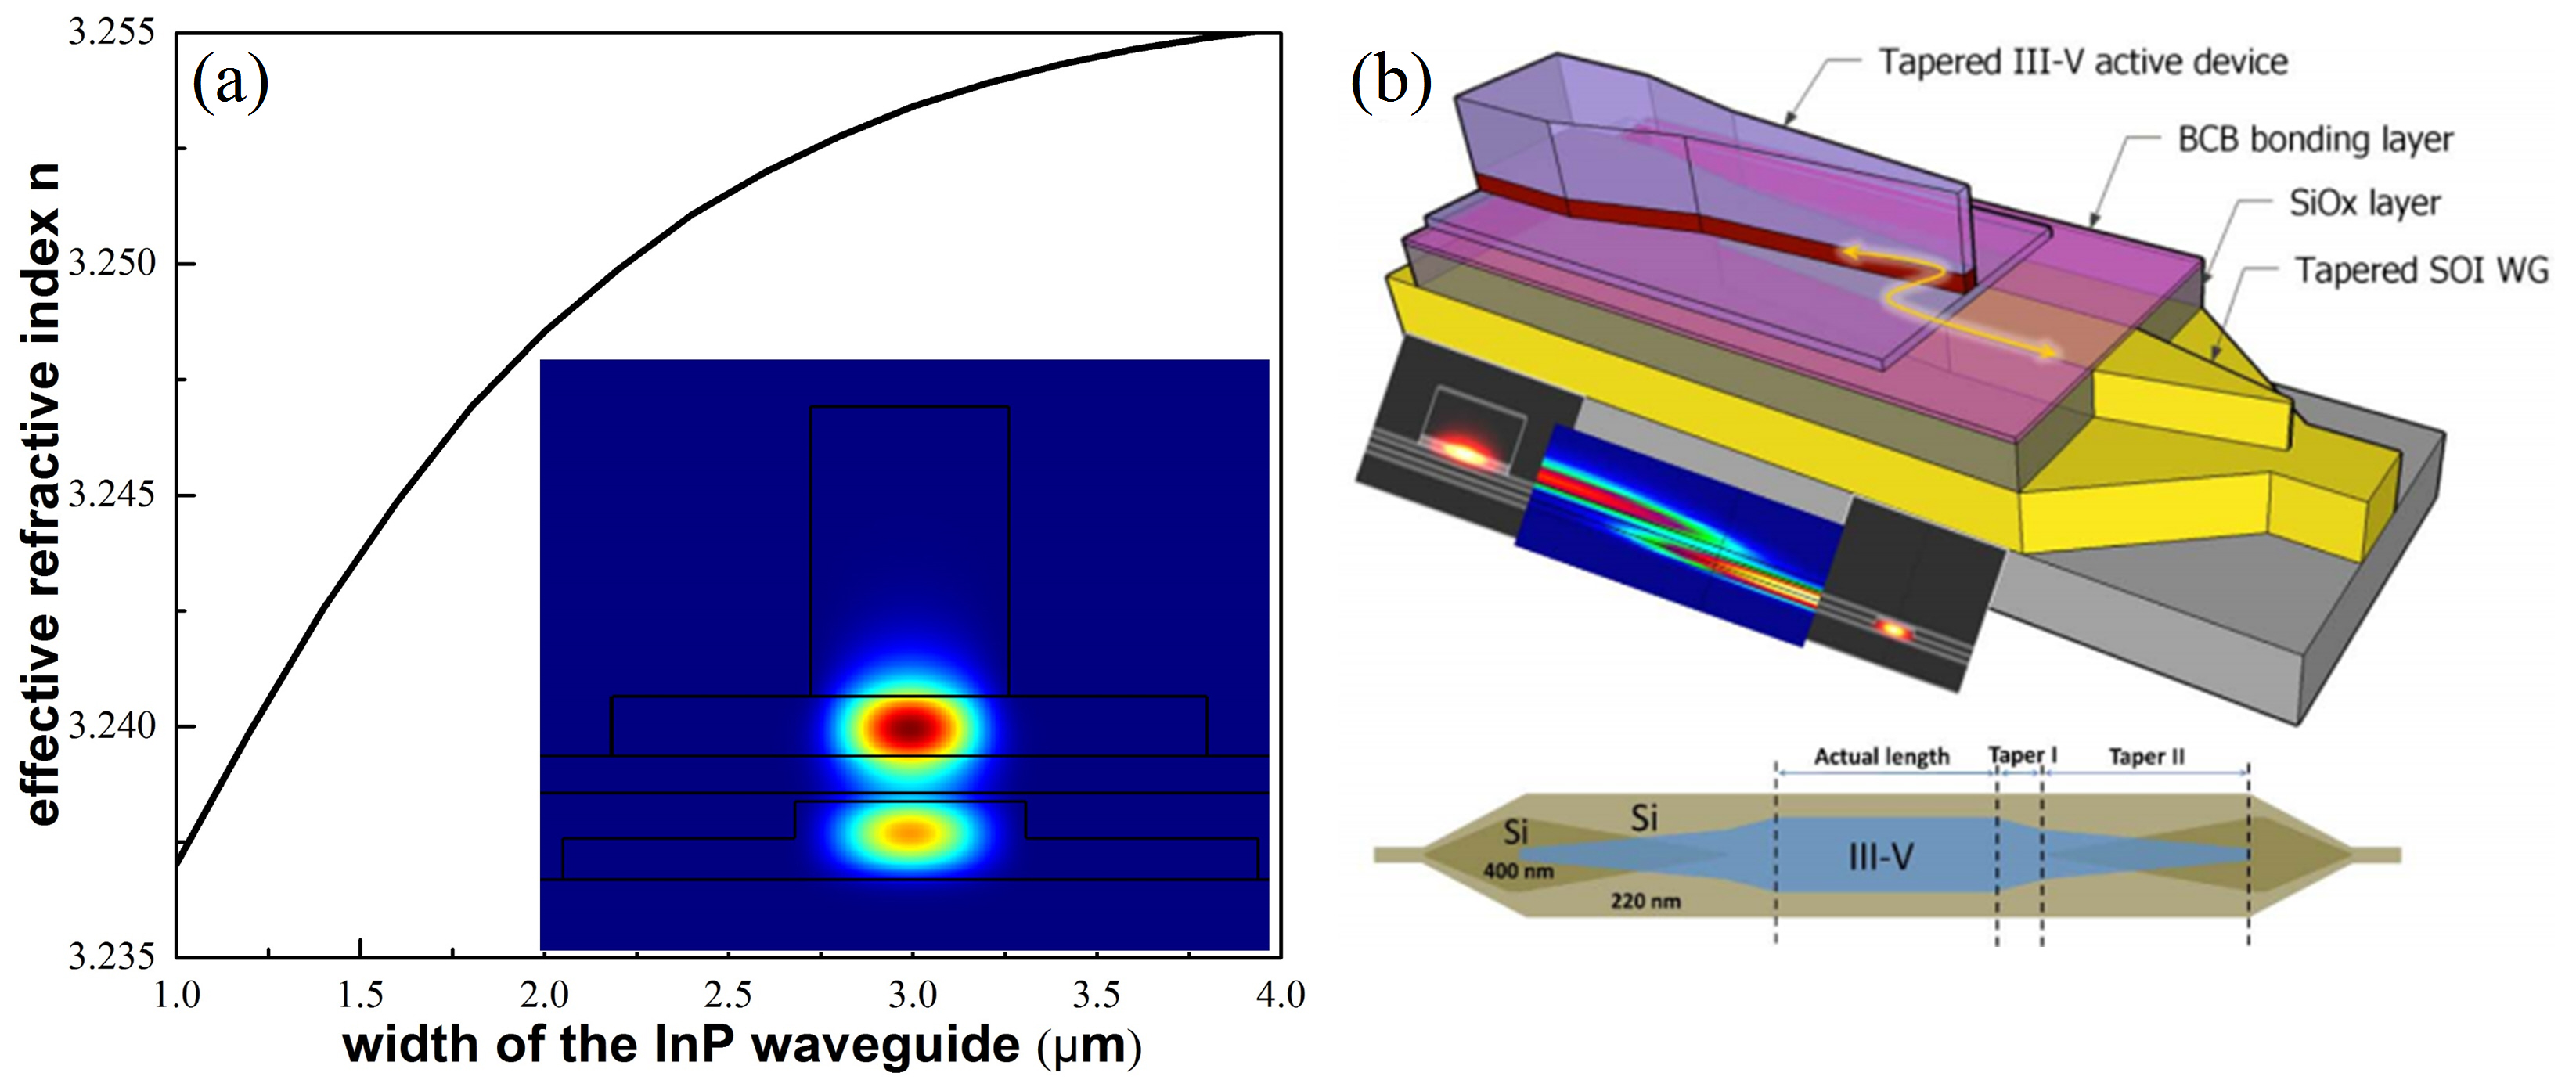 (a)
effective refractive index n
3.255
3.250
3.245
3.240
3.235
1.0 1.5 2.0 2.5 3.0 3.5 4.0
width of the InP waveguide (μm)
(b)
Tapered III-V active device
BCB bonding layer
SiOx layer
Tapered SOI WG
Actual length Taper I Taper II
Si
Si
III-V
400 nm
220 nm